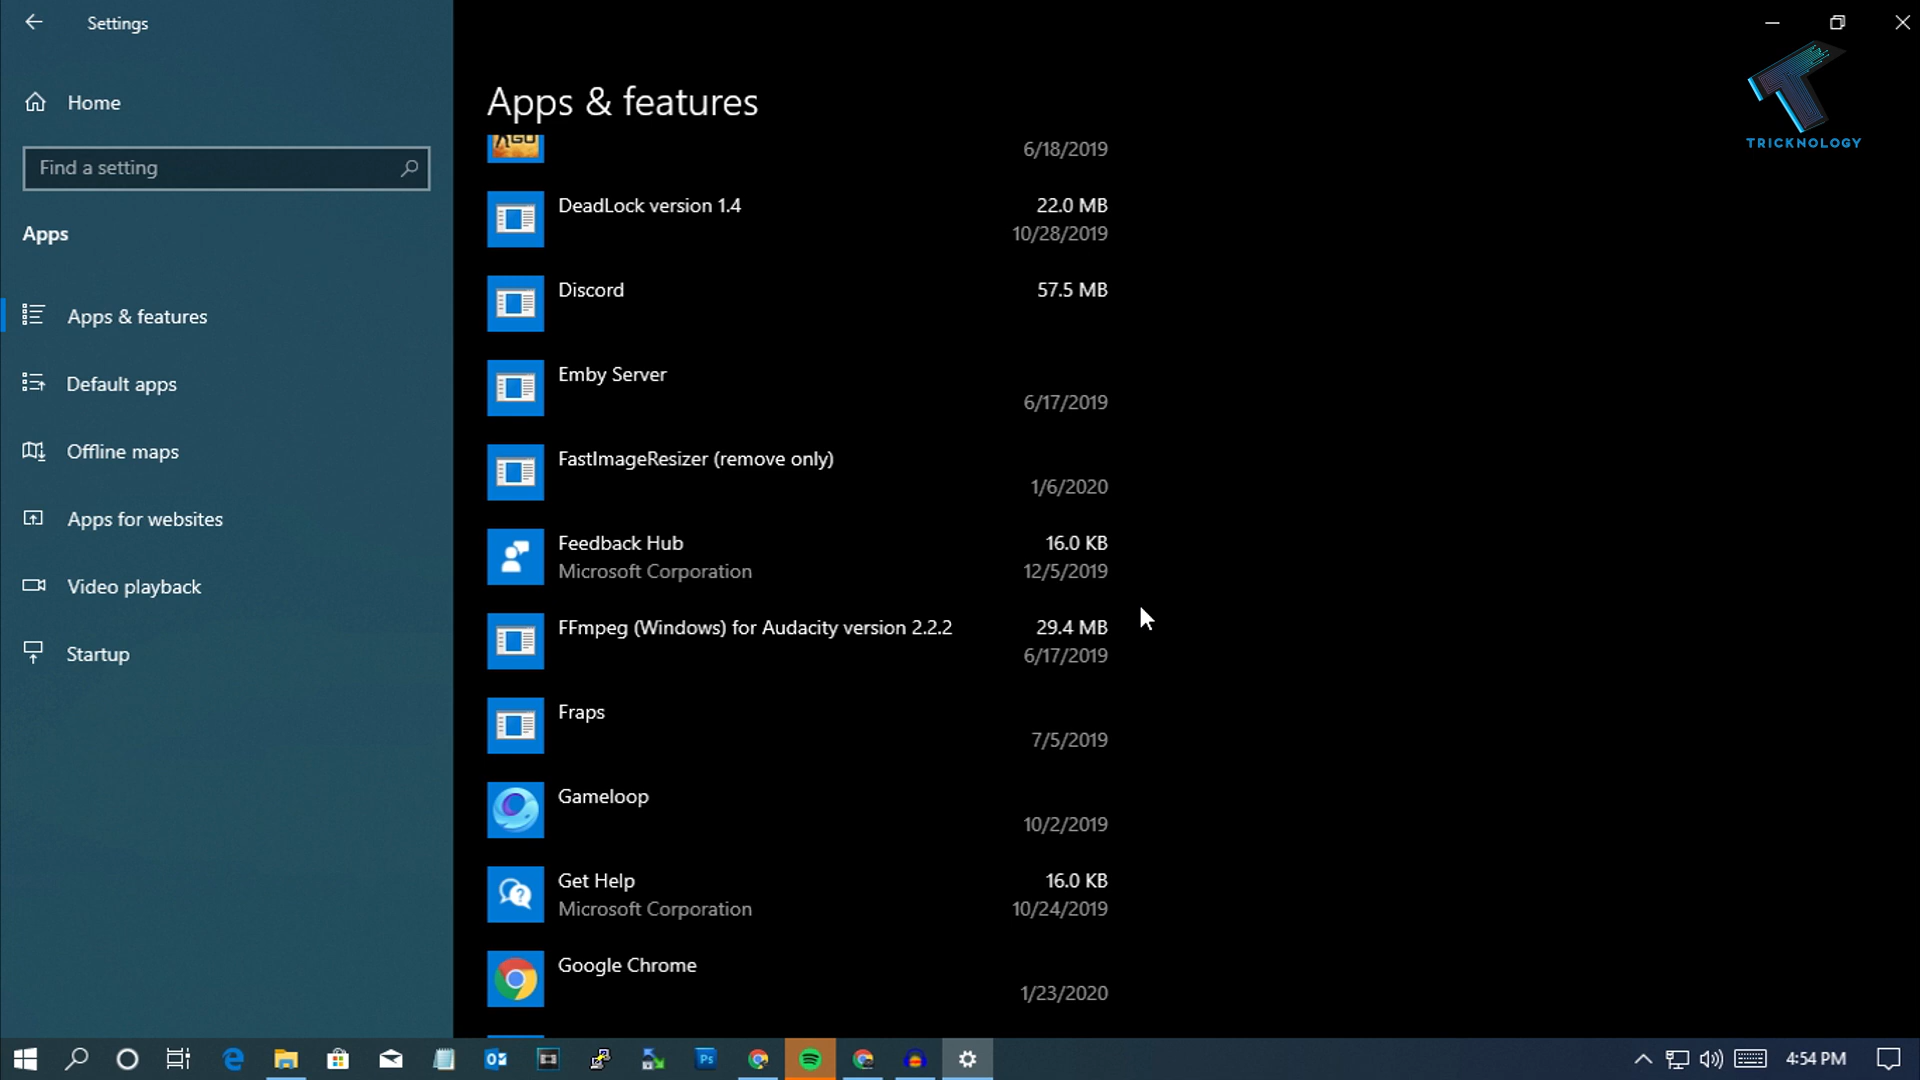 Settings
Home
Find a setting
Apps
Apps & features
Default apps
Offline maps
Apps for websites
Video playback
Startup
Apps & features
GO
6/18/2019
DeadLock version 1.4 22.0 MB
10/28/2019
Discord 57.5 MB
Emby Server
6/17/2019
FastImageResizer (remove only)
1/6/2020
Feedback Hub 16.0 KB
Microsoft Corporation 12/5/2019
FFmpeg (Windows) for Audacity version 2.2.2 29.4 MB
6/17/2019
Fraps
7/5/2019
Gameloop
10/2/2019
Get Help 16.0 KB
Microsoft Corporation 10/24/2019
Google Chrome
1/23/2020
TRICKNOLOGY
Ps
4:54 PM